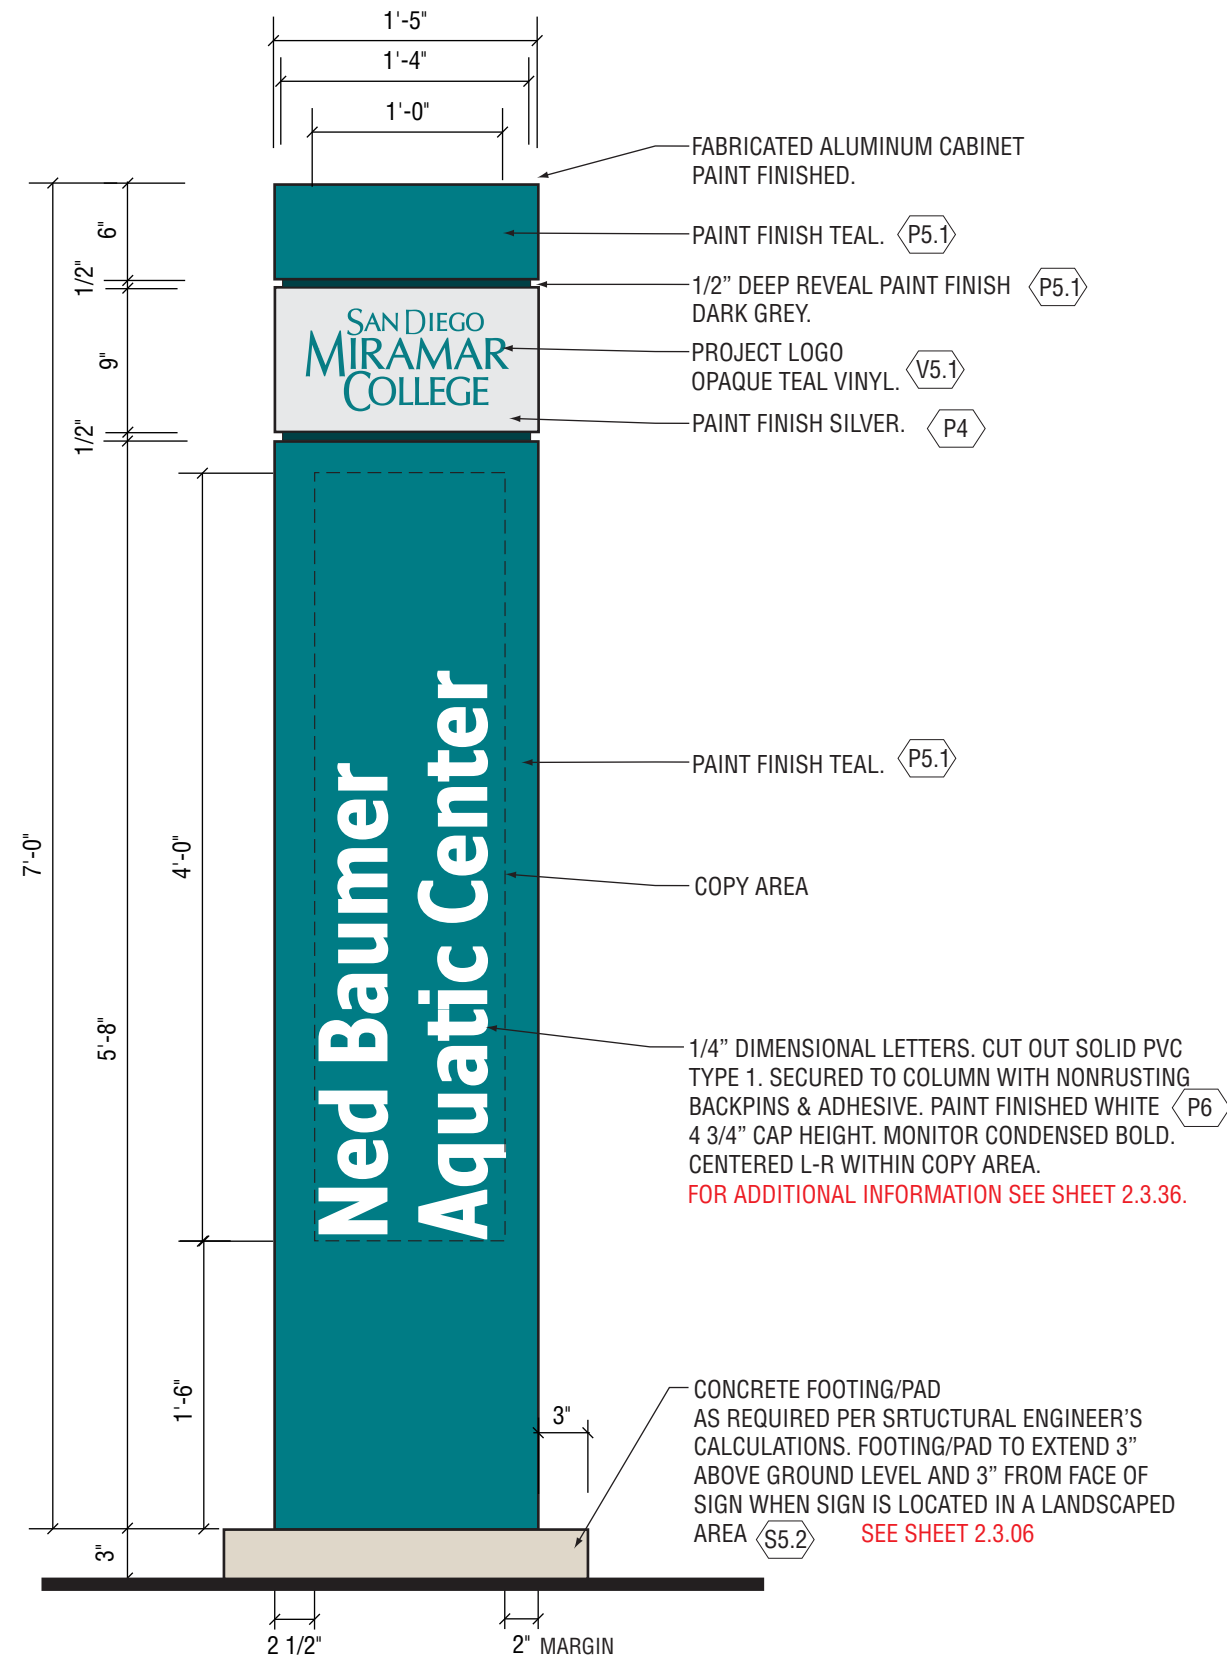 1'-5"
1'-4"
1'-0"
FABRICATED ALUMINUM CABINET
PAINT FINISHED.
6"
PAINT FINISH TEAL. P5.1
1/2"
1/2” DEEP REVEAL PAINT FINISH P5.1
DARK GREY.
9"
SAN DIEGO
MIRAMAR
COLLEGE
PROJECT LOGO
OPAQUE TEAL VINYL. V5.1
1/2"
PAINT FINISH SILVER. P4
PAINT FINISH TEAL. P5.1
7'-0"
4'-0"
5'-8"
Ned Baumer
Aquatic Center
COPY AREA
1/4” DIMENSIONAL LETTERS. CUT OUT SOLID PVC
TYPE 1. SECURED TO COLUMN WITH NONRUSTING
BACKPINS & ADHESIVE. PAINT FINISHED WHITE P6
4 3/4” CAP HEIGHT. MONITOR CONDENSED BOLD.
CENTERED L-R WITHIN COPY AREA.
FOR ADDITIONAL INFORMATION SEE SHEET 2.3.36.
1'-6"
3"
CONCRETE FOOTING/PAD
AS REQUIRED PER SRTUCTURAL ENGINEER’S
CALCULATIONS. FOOTING/PAD TO EXTEND 3”
ABOVE GROUND LEVEL AND 3” FROM FACE OF
SIGN WHEN SIGN IS LOCATED IN A LANDSCAPED
AREA S5.2 SEE SHEET 2.3.06
3"
2 1/2"
2" MARGIN